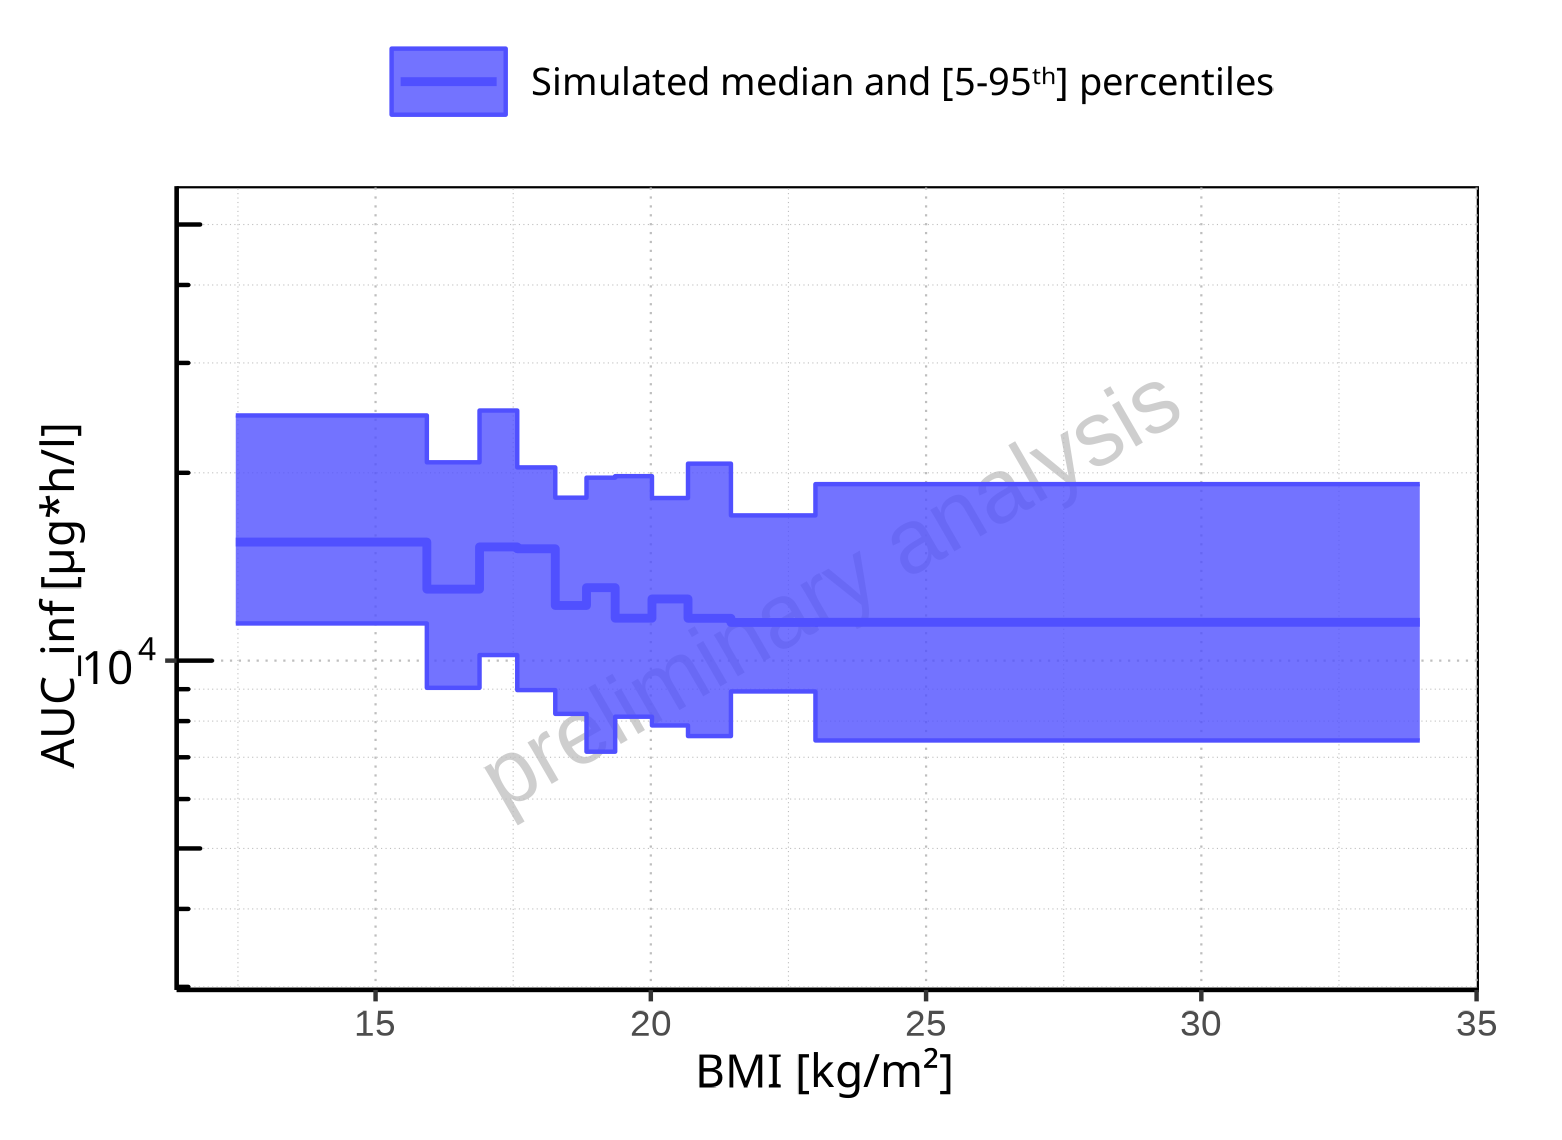 Simulated median and [5-95ᵗʰ] percentiles
AUC_inf [µg*h/l]
10⁴
preliminary analysis
15 20 25 30 35
BMI [kg/m²]